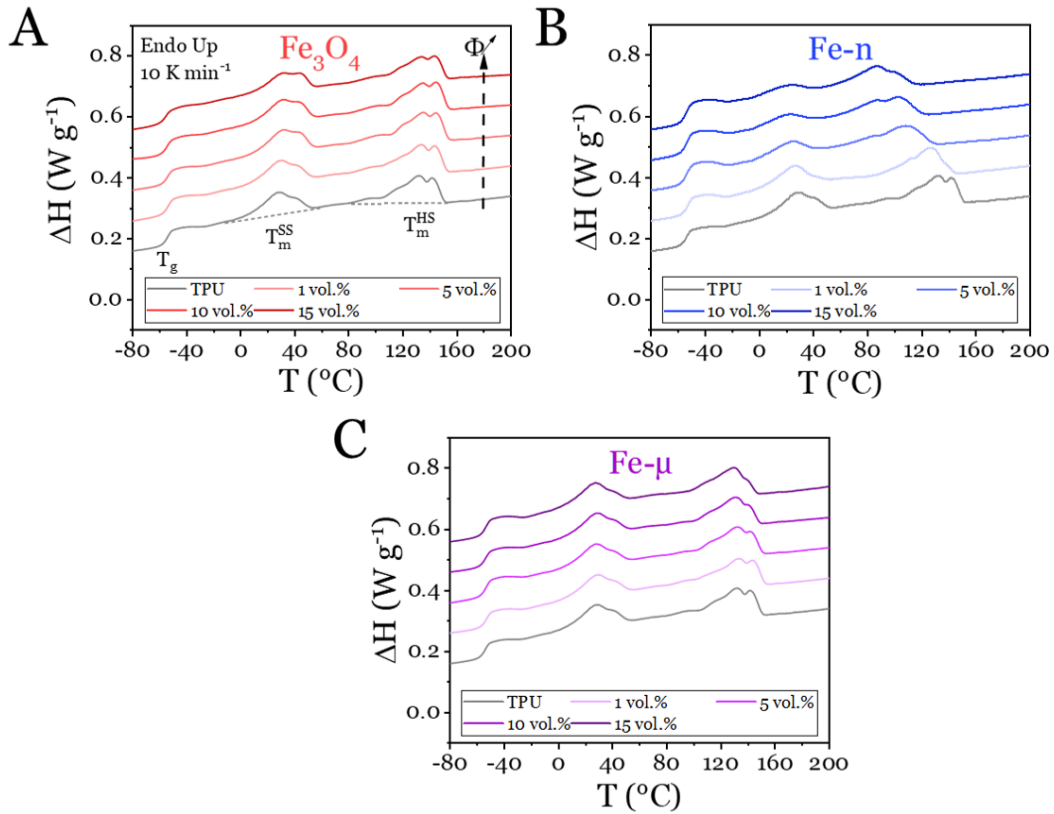 A
Endo Up
10 K min⁻¹
Fe₃O₄
Φ
ΔH (W g⁻¹)
0.8
0.6
0.4
0.2
0.0
T_g
T_m^SS
T_m^HS
TPU 1 vol.% 5 vol.%
10 vol.% 15 vol.%
-80 -40 0 40 80 120 160 200
T (°C)
B
Fe-n
ΔH (W g⁻¹)
0.8
0.6
0.4
0.2
0.0
TPU 1 vol.% 5 vol.%
10 vol.% 15 vol.%
-80 -40 0 40 80 120 160 200
T (°C)
C
Fe-μ
ΔH (W g⁻¹)
0.8
0.6
0.4
0.2
0.0
TPU 1 vol.% 5 vol.%
10 vol.% 15 vol.%
-80 -40 0 40 80 120 160 200
T (°C)